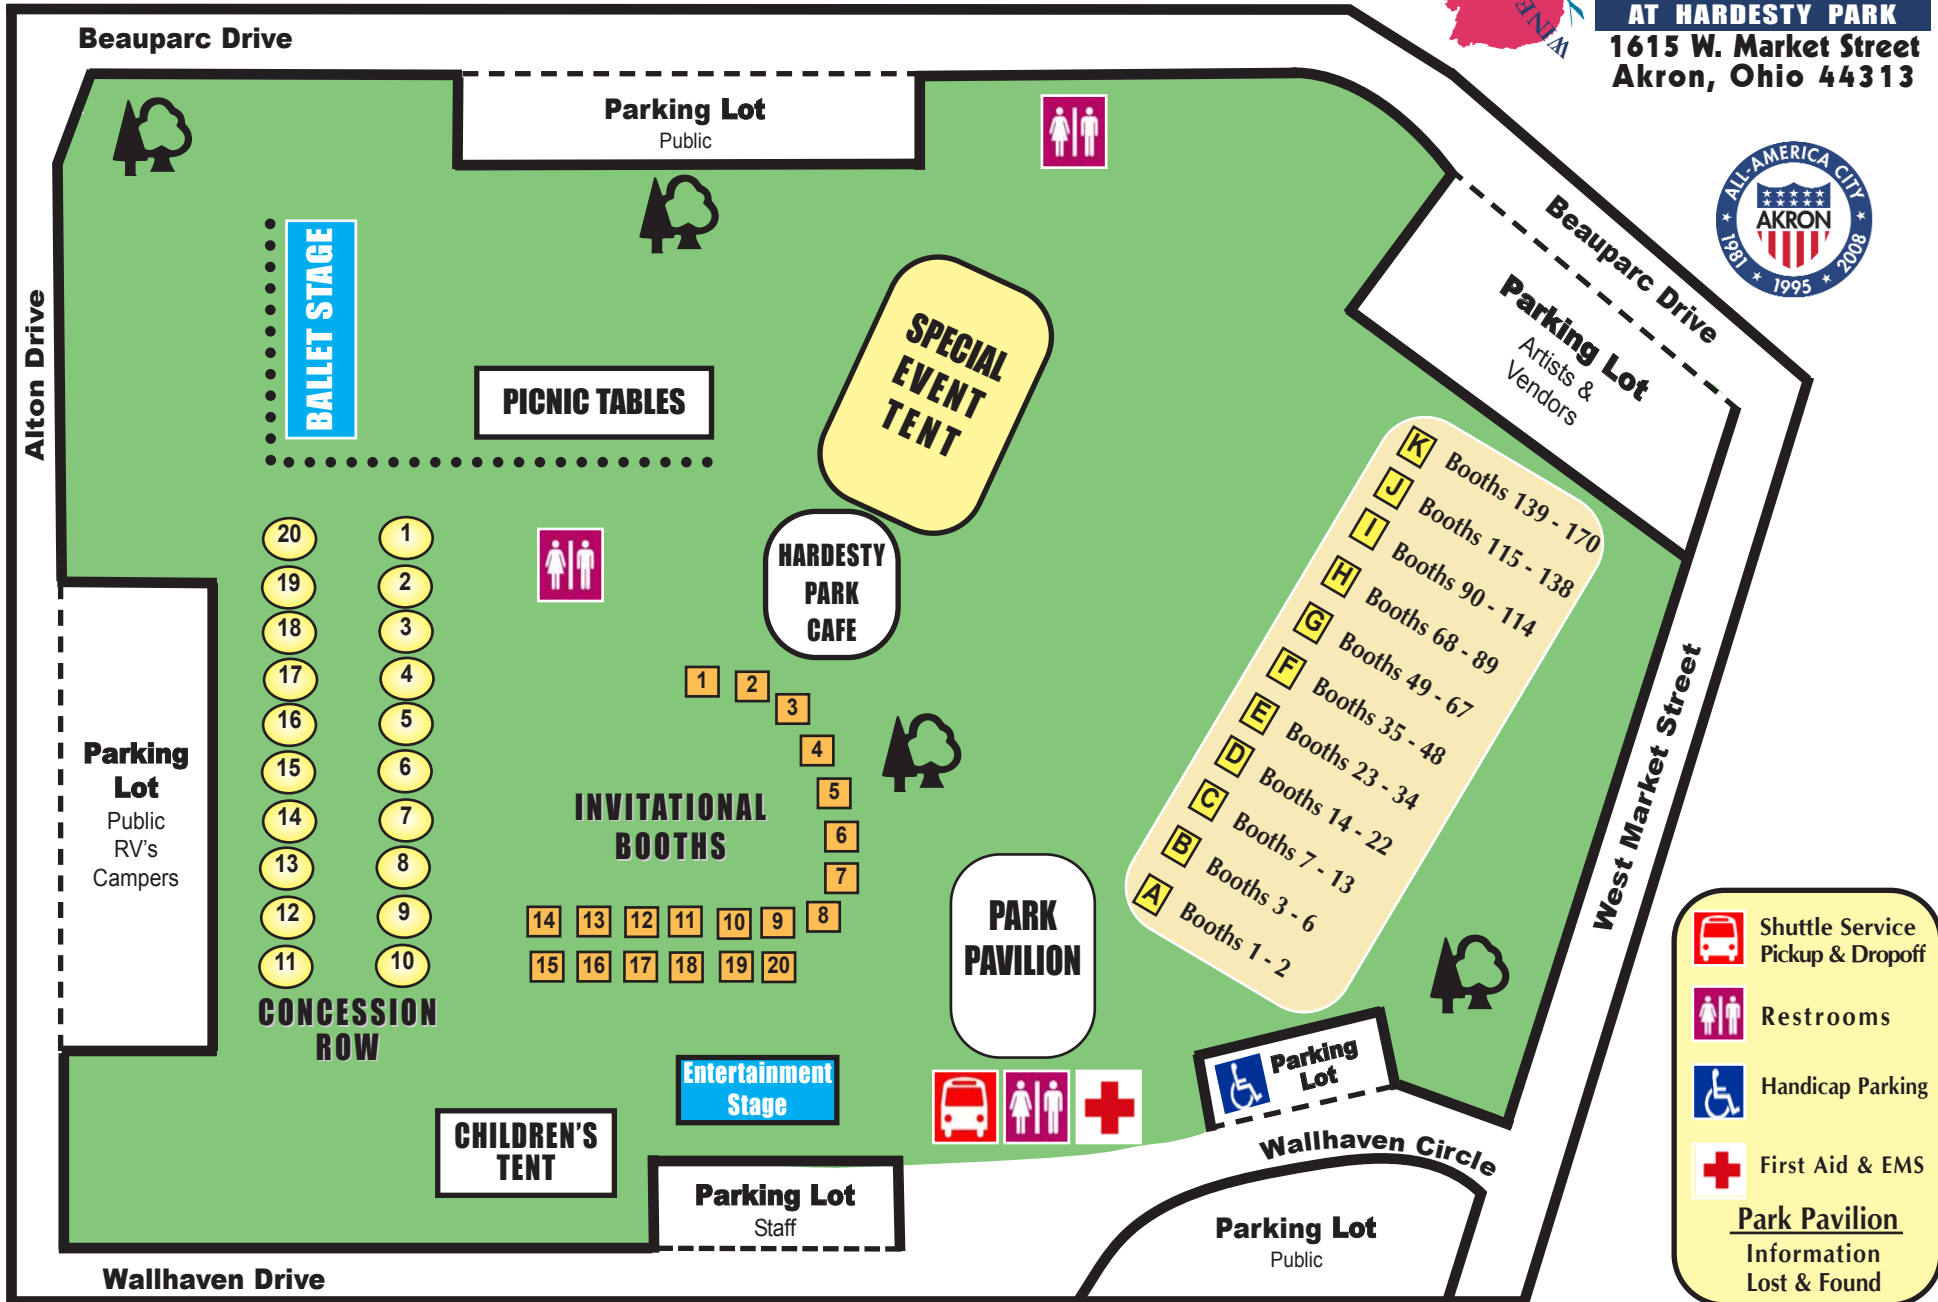 WINE
AT HARDESTY PARK
1615 W. Market Street
Akron, Ohio 44313
ALL-AMERICA CITY
AKRON
1981 * 1995 * 2008
Beauparc Drive
Parking Lot
Public
Alton Drive
BALLET STAGE
PICNIC TABLES
SPECIAL
EVENT
TENT
HARDESTY
PARK
CAFE
Beauparc Drive
Parking Lot
Artists &
Vendors
K Booths 139 - 170
J Booths 115 - 138
I Booths 90 - 114
H Booths 68 - 89
G Booths 49 - 67
F Booths 35 - 48
E Booths 23 - 34
D Booths 14 - 22
C Booths 7 - 13
B Booths 3 - 6
A Booths 1 - 2
West Market Street
20 1
19 2
18 3
17 4
16 5
15 6
14 7
13 8
12 9
11 10
CONCESSION
ROW
Parking
Lot
Public
RV's
Campers
1 2
3
4
5
6
7
8
INVITATIONAL
BOOTHS
14 13 12 11 10 9
15 16 17 18 19 20
PARK
PAVILION
Entertainment
Stage
CHILDREN'S
TENT
Parking
Lot
Wallhaven Circle
Parking Lot
Staff
Parking Lot
Public
Wallhaven Drive
Shuttle Service
Pickup & Dropoff
Restrooms
Handicap Parking
First Aid & EMS
Park Pavilion
Information
Lost & Found